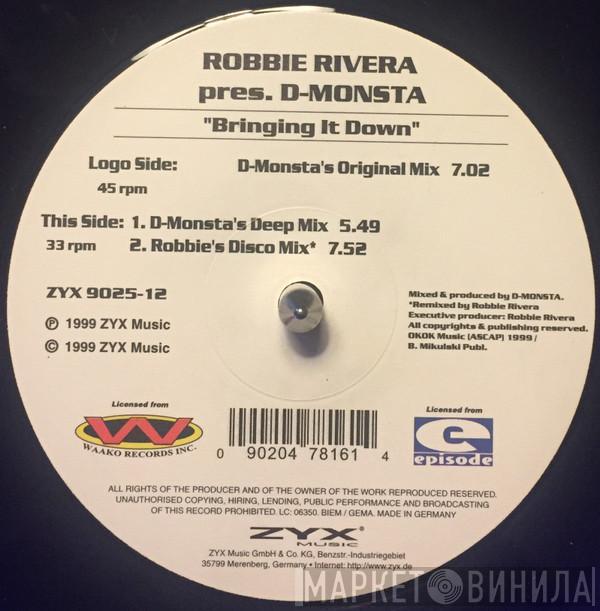 ROBBIE RIVERA
pres. D-MONSTA
"Bringing It Down"
Logo Side: D-Monsta's Original Mix 7.02
45 rpm
This Side: 1. D-Monsta's Deep Mix 5.49
33 rpm 2. Robbie's Disco Mix* 7.52
ZYX 9025-12
Ⓟ 1999 ZYX Music
© 1999 ZYX Music
Mixed & produced by D-MONSTA.
*Remixed by Robbie Rivera
Executive producer: Robbie Rivera
All copyrights & publishing reserved.
OKOK Music (ASCAP) 1999 /
B. Mikulski Publ.
Licensed from
W
WAAKO RECORDS INC.
0 90204 78161 4
Licensed from
e
episode
ALL RIGHTS OF THE PRODUCER AND OF THE OWNER OF THE WORK REPRODUCED RESERVED.
UNAUTHORISED COPYING, HIRING, LENDING, PUBLIC PERFORMANCE AND BROADCASTING
OF THIS RECORD PROHIBITED. LC: 06350. BIEM / GEMA. MADE IN GERMANY
ZYX®
MUSIC
ZYX Music GmbH & Co. KG, Benzstr.-Industriegebiet
35799 Merenberg, Germany • Internet: http://www.zyx.de
МАРКЕТ ВИНИЛА